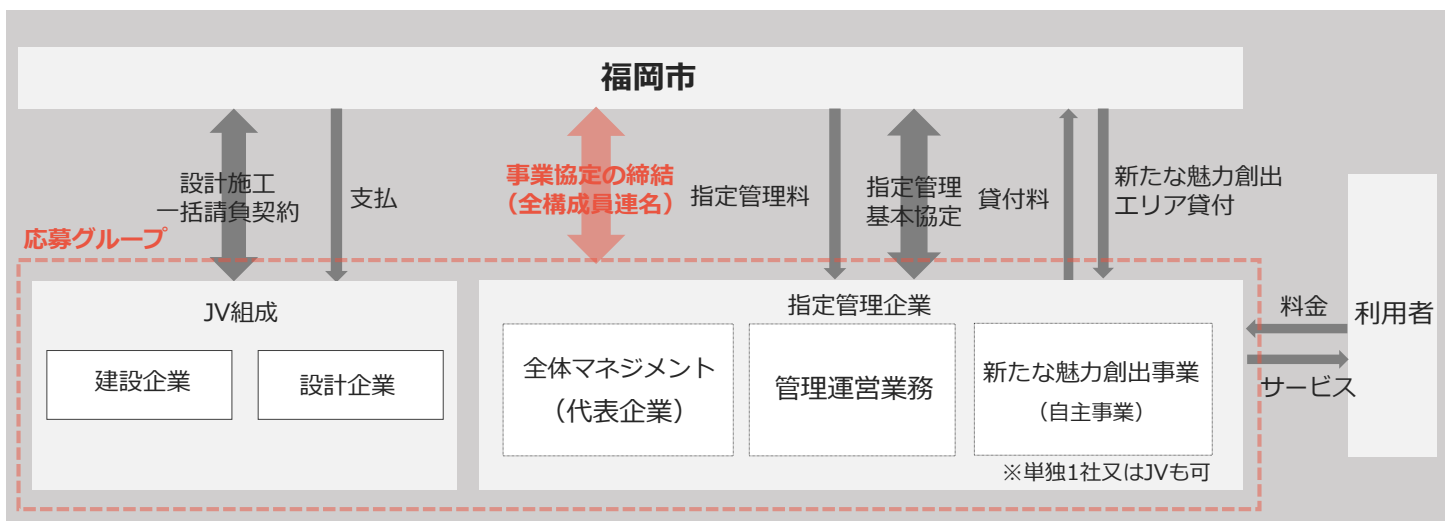 福岡市
設計施工
一括請負契約
支払
事業協定の締結
（全構成員連名）
指定管理料
指定管理
基本協定
貸付料
新たな魅力創出
エリア貸付
応募グループ
JV組成
建設企業
設計企業
指定管理企業
全体マネジメント
（代表企業）
管理運営業務
新たな魅力創出事業
（自主事業）
※単独1社又はJVも可
料金
サービス
利用者